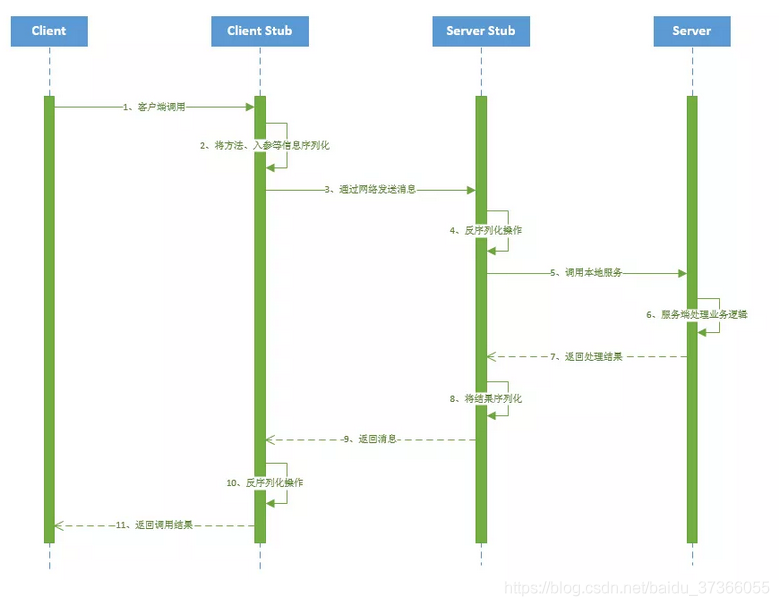 Client
Client Stub
Server Stub
Server
1、客户端调用
2、将方法、入参等信息序列化
3、通过网络发送消息
4、反序列化操作
5、调用本地服务
6、服务端处理业务逻辑
7、返回处理结果
8、将结果序列化
9、返回消息
10、反序列化操作
11、返回调用结果
https://blog.csdn.net/baidu_37366055